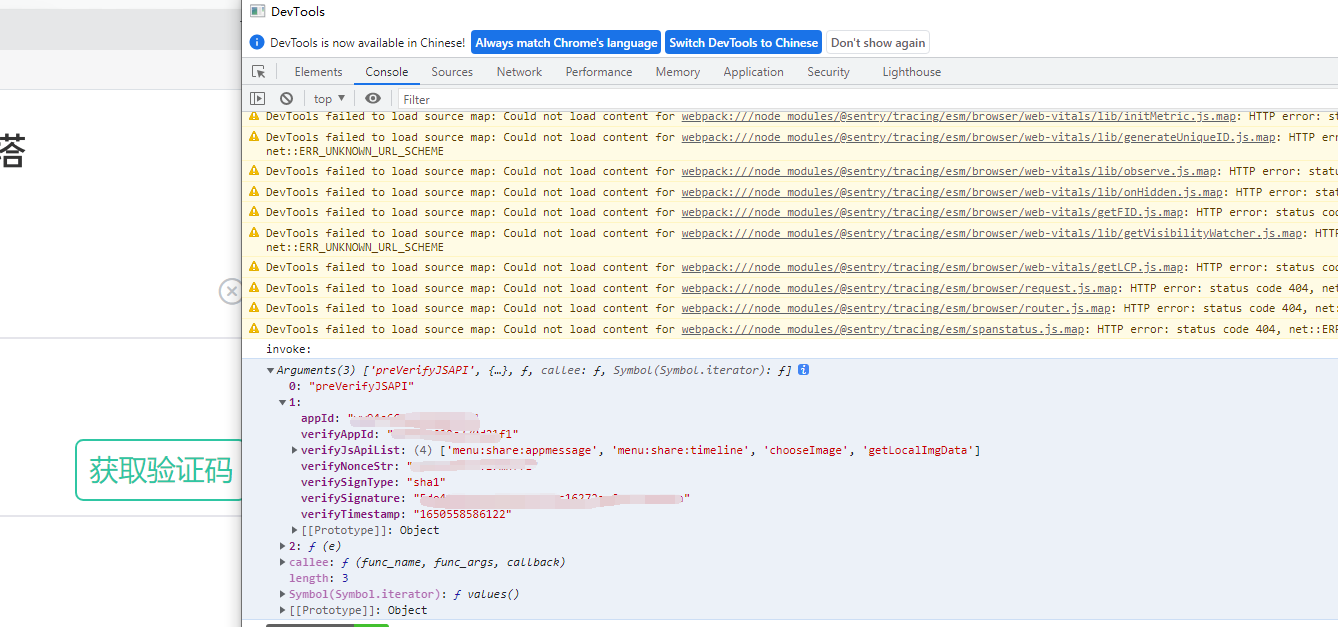 DevTools
DevTools is now available in Chinese! Always match Chrome's language Switch DevTools to Chinese Don't show again
Elements Console Sources Network Performance Memory Application Security Lighthouse
top ▼ Filter
DevTools failed to load source map: Could not load content for webpack:///node_modules/@sentry/tracing/esm/browser/web-vitals/lib/initMetric.js.map: HTTP error: st
DevTools failed to load source map: Could not load content for webpack:///node_modules/@sentry/tracing/esm/browser/web-vitals/lib/generateUniqueID.js.map: HTTP err
net::ERR_UNKNOWN_URL_SCHEME
DevTools failed to load source map: Could not load content for webpack:///node_modules/@sentry/tracing/esm/browser/web-vitals/lib/observe.js.map: HTTP error: statu
DevTools failed to load source map: Could not load content for webpack:///node_modules/@sentry/tracing/esm/browser/web-vitals/lib/onHidden.js.map: HTTP error: stat
DevTools failed to load source map: Could not load content for webpack:///node_modules/@sentry/tracing/esm/browser/web-vitals/getFID.js.map: HTTP error: status cod
DevTools failed to load source map: Could not load content for webpack:///node_modules/@sentry/tracing/esm/browser/web-vitals/lib/getVisibilityWatcher.js.map: HTT
net::ERR_UNKNOWN_URL_SCHEME
DevTools failed to load source map: Could not load content for webpack:///node_modules/@sentry/tracing/esm/browser/web-vitals/getLCP.js.map: HTTP error: status cod
DevTools failed to load source map: Could not load content for webpack:///node_modules/@sentry/tracing/esm/browser/request.js.map: HTTP error: status code 404, net
DevTools failed to load source map: Could not load content for webpack:///node_modules/@sentry/tracing/esm/browser/router.js.map: HTTP error: status code 404, net:
DevTools failed to load source map: Could not load content for webpack:///node_modules/@sentry/tracing/esm/spanstatus.js.map: HTTP error: status code 404, net::ERR
invoke:
▼Arguments(3) ['preVerifyJSAPI', {…}, ƒ, callee: ƒ, Symbol(Symbol.iterator): ƒ]
0: "preVerifyJSAPI"
▼1:
appId:
verifyAppId:
▶verifyJsApiList: (4) ['menu:share:appmessage', 'menu:share:timeline', 'chooseImage', 'getLocalImgData']
verifyNonceStr:
verifySignType: "sha1"
verifySignature:
verifyTimestamp: "1650558586122"
▶[[Prototype]]: Object
▶2: ƒ (e)
▶callee: ƒ (func_name, func_args, callback)
length: 3
▶Symbol(Symbol.iterator): ƒ values()
▶[[Prototype]]: Object
塔
获取验证码